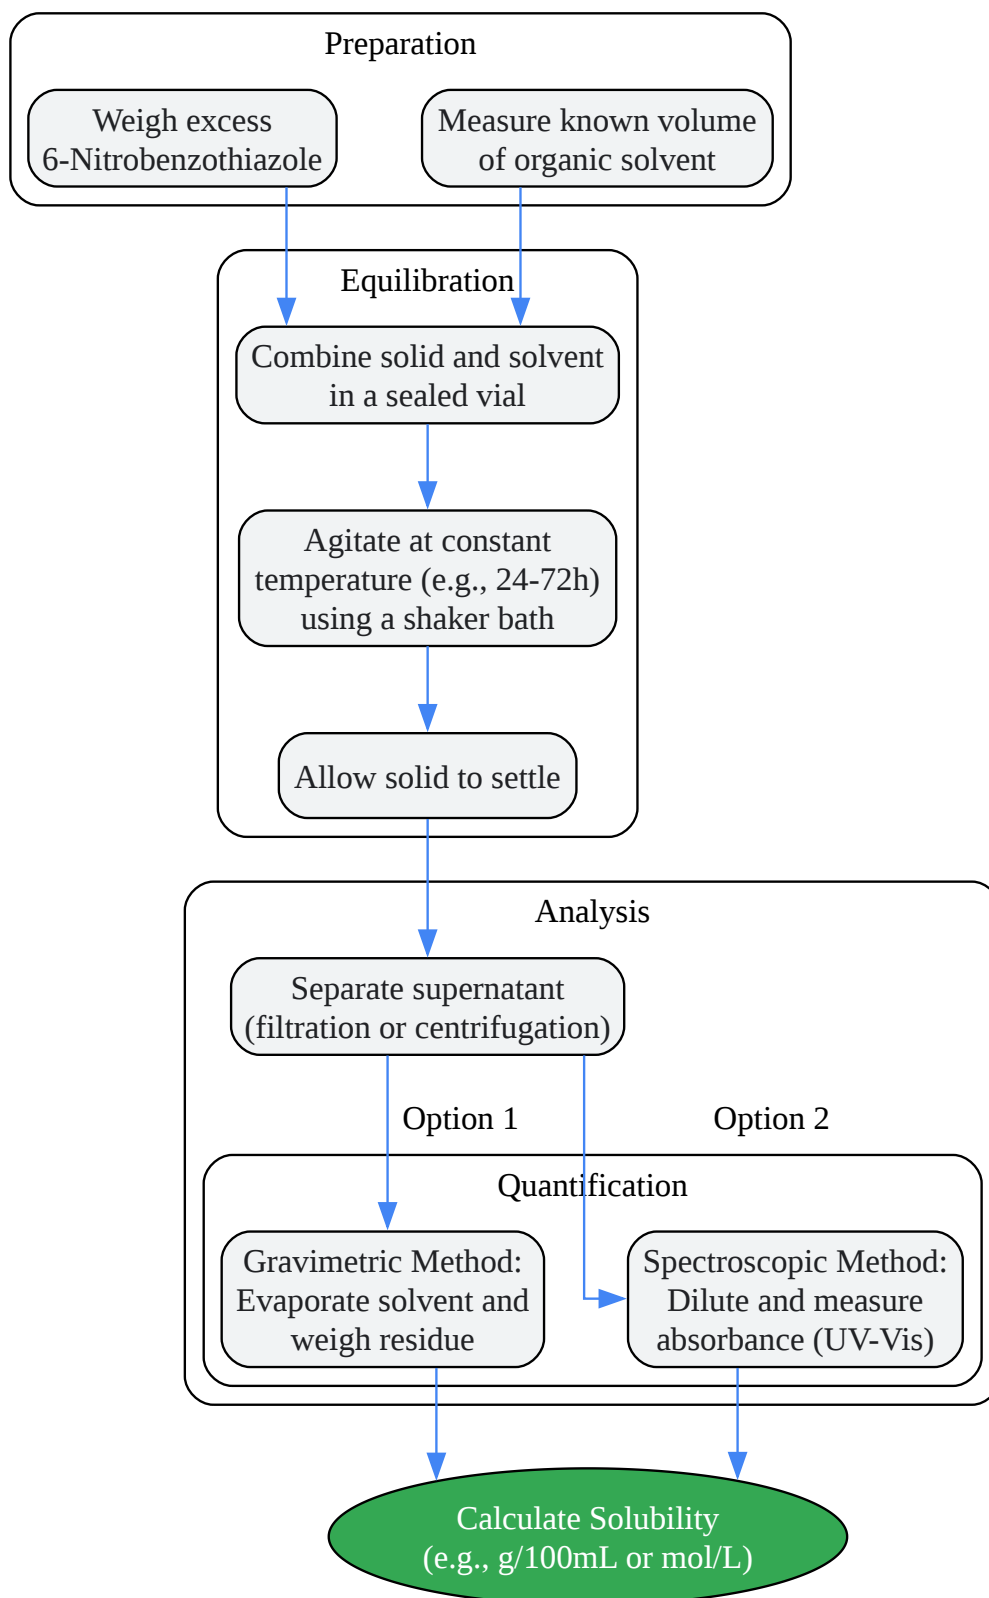 Preparation
Weigh excess
6-Nitrobenzothiazole
Measure known volume
of organic solvent
Equilibration
Combine solid and solvent
in a sealed vial
Agitate at constant
temperature (e.g., 24-72h)
using a shaker bath
Allow solid to settle
Analysis
Separate supernatant
(filtration or centrifugation)
Option 1
Option 2
Quantification
Gravimetric Method:
Evaporate solvent and
weigh residue
Spectroscopic Method:
Dilute and measure
absorbance (UV-Vis)
Calculate Solubility
(e.g., g/100mL or mol/L)